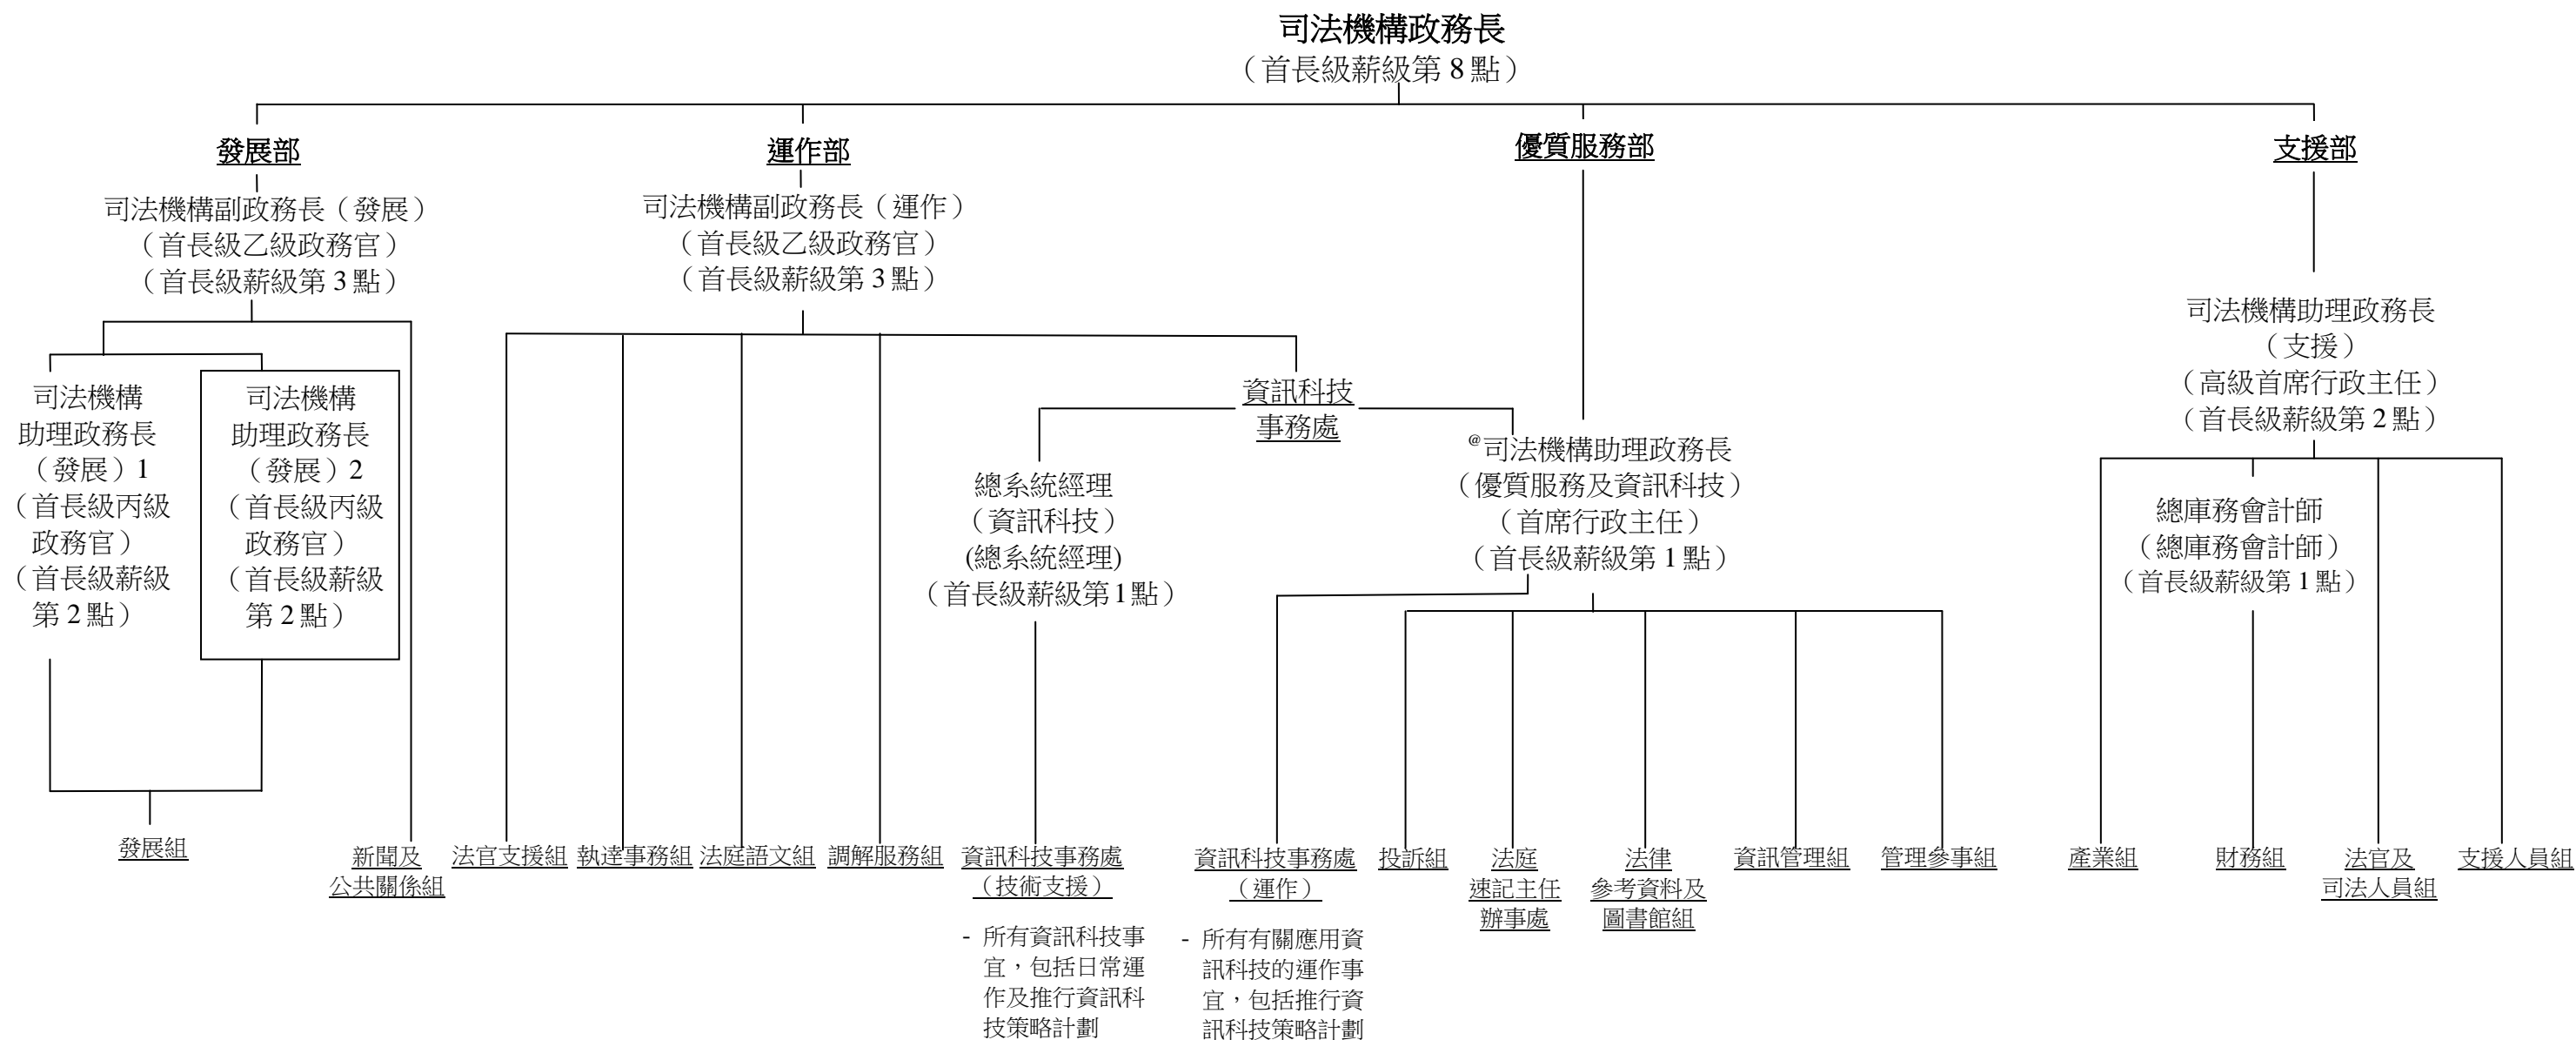 司法機構政務長
（首長級薪級第 8 點）
發展部
司法機構副政務長（發展）
（首長級乙級政務官）
（首長級薪級第 3 點）
司法機構
助理政務長
（發展）1
（首長級丙級
政務官）
（首長級薪級
第 2 點）
司法機構
助理政務長
（發展）2
（首長級丙級
政務官）
（首長級薪級
第 2 點）
發展組
新聞及
公共關係組
運作部
司法機構副政務長（運作）
（首長級乙級政務官）
（首長級薪級第 3 點）
法官支援組
執達事務組
法庭語文組
調解服務組
資訊科技
事務處
總系統經理
（資訊科技）
(總系統經理)
（首長級薪級第 1 點）
資訊科技事務處
（技術支援）
- 所有資訊科技事
宜，包括日常運
作及推行資訊科
技策略計劃
優質服務部
@司法機構助理政務長
（優質服務及資訊科技）
（首席行政主任）
（首長級薪級第 1 點）
資訊科技事務處
（運作）
- 所有有關應用資
訊科技的運作事
宜，包括推行資
訊科技策略計劃
投訴組
法庭
速記主任
辦事處
法律
參考資料及
圖書館組
資訊管理組
管理參事組
支援部
司法機構助理政務長
（支援）
（高級首席行政主任）
（首長級薪級第 2 點）
產業組
總庫務會計師
（總庫務會計師）
（首長級薪級第 1 點）
財務組
法官及
司法人員組
支援人員組